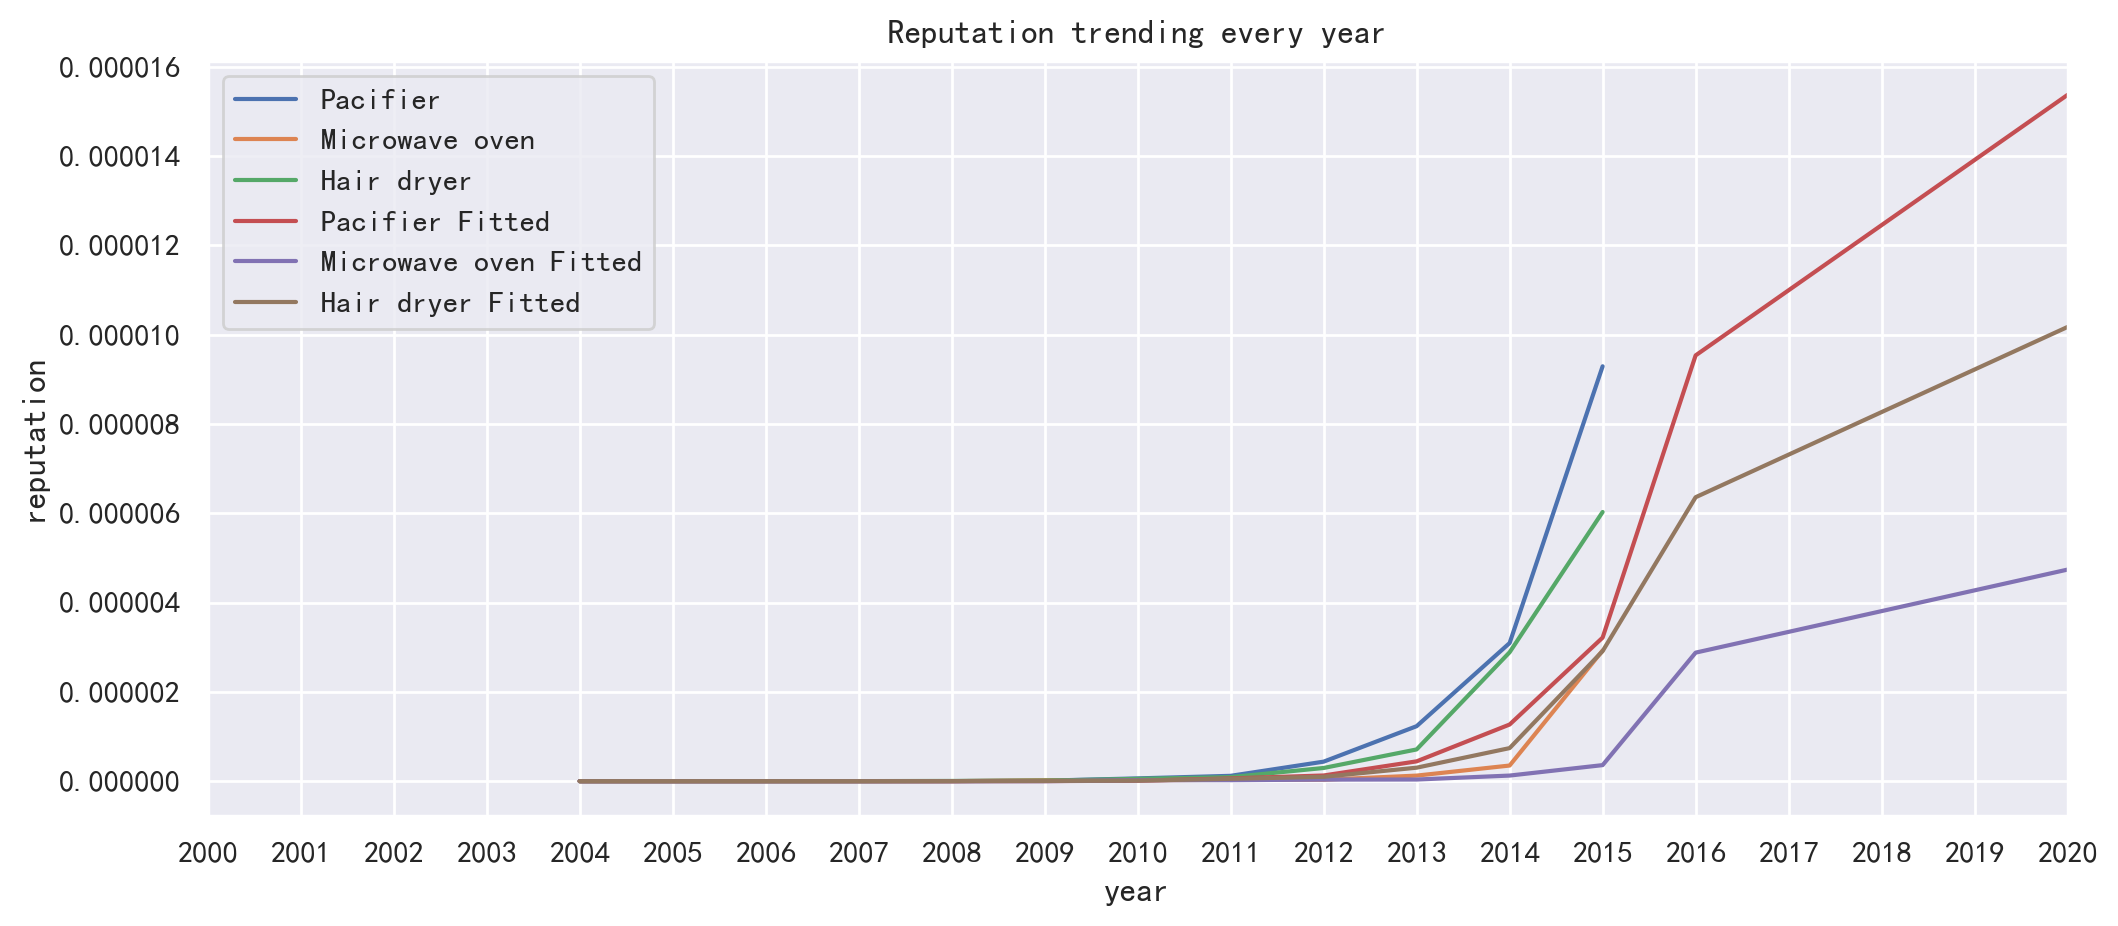 Reputation trending every year
0.000016
0.000014
0.000012
0.000010
0.000008
0.000006
0.000004
0.000002
0.000000
reputation
Pacifier
Microwave oven
Hair dryer
Pacifier Fitted
Microwave oven Fitted
Hair dryer Fitted
2000 2001 2002 2003 2004 2005 2006 2007 2008 2009 2010 2011 2012 2013 2014 2015 2016 2017 2018 2019 2020
year